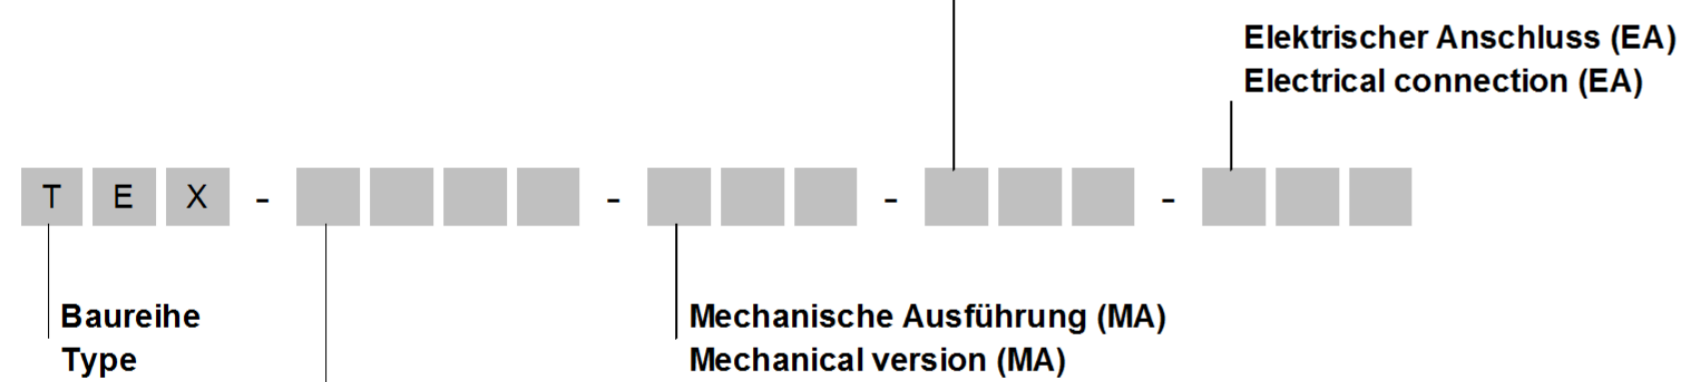 Elektrischer Anschluss (EA)
Electrical connection (EA)
T E X - - - -
Baureihe
Type
Mechanische Ausführung (MA)
Mechanical version (MA)